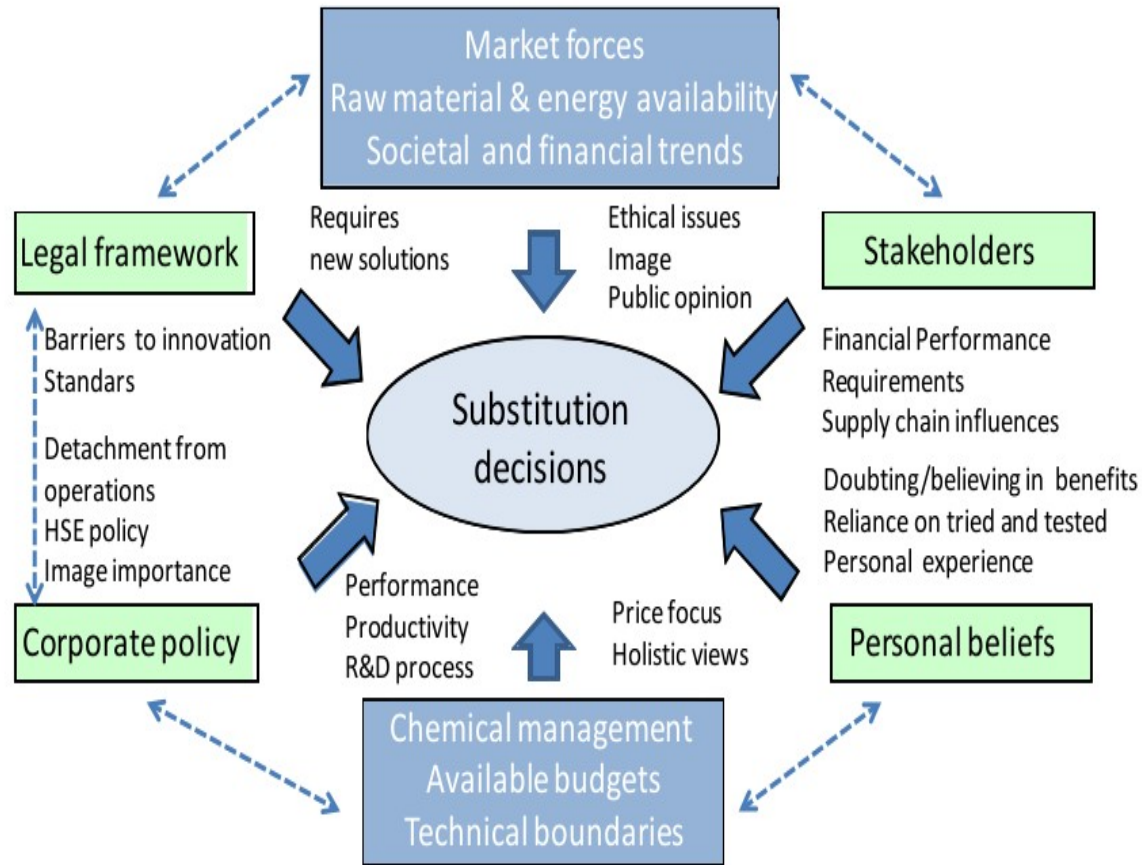 Market forces
Raw material & energy availability
Societal and financial trends
Legal framework
Requires
new solutions
Ethical issues
Image
Public opinion
Stakeholders
Barriers to innovation
Standars
Financial Performance
Requirements
Supply chain influences
Substitution
decisions
Detachment from
operations
HSE policy
Image importance
Doubting/believing in benefits
Reliance on tried and tested
Personal experience
Corporate policy
Performance
Productivity
R&D process
Price focus
Holistic views
Personal beliefs
Chemical management
Available budgets
Technical boundaries